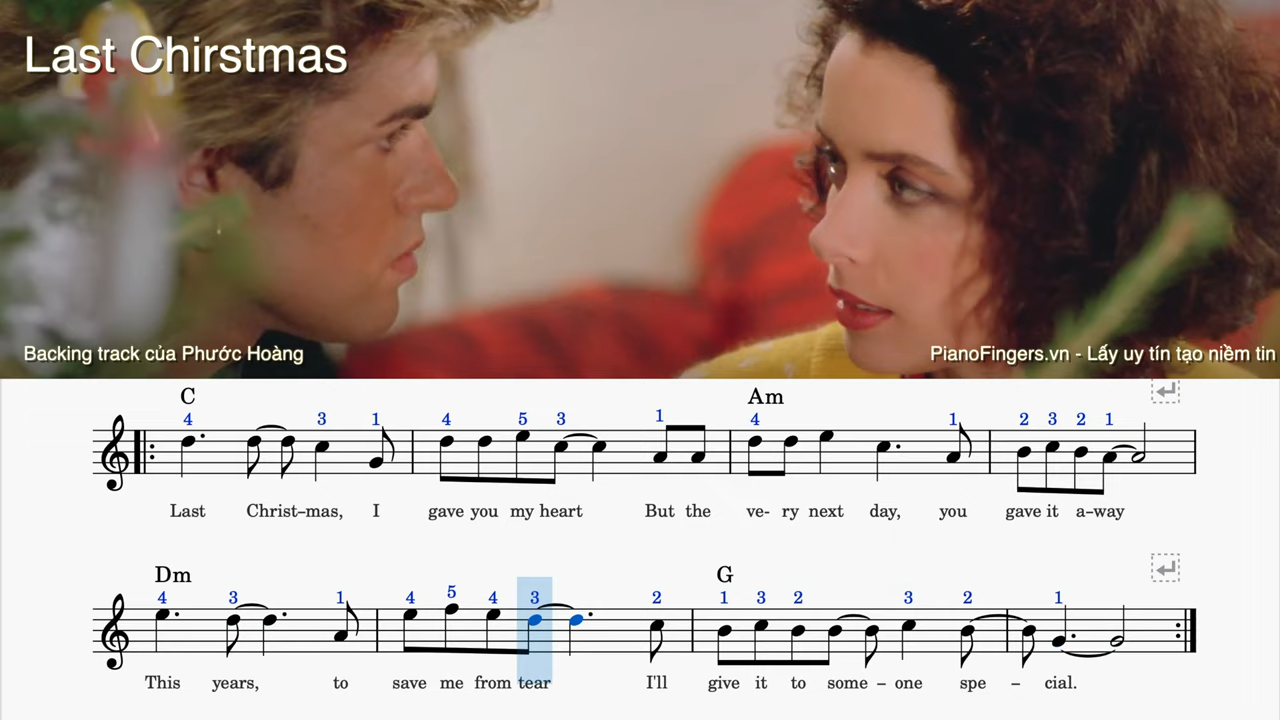 Last Chirstmas
Backing track của Phước Hoàng
PianoFingers.vn - Lấy uy tín tạo niềm tin
C Am
4 3 1 4 5 3 1 4 1 2 3 2 1
Last Christ-mas, I gave you my heart But the ve- ry next day, you gave it a-way
Dm G
4 3 1 4 5 4 3 2 1 3 2 3 2 1
This years, to save me from tear I'll give it to some - one spe - cial.